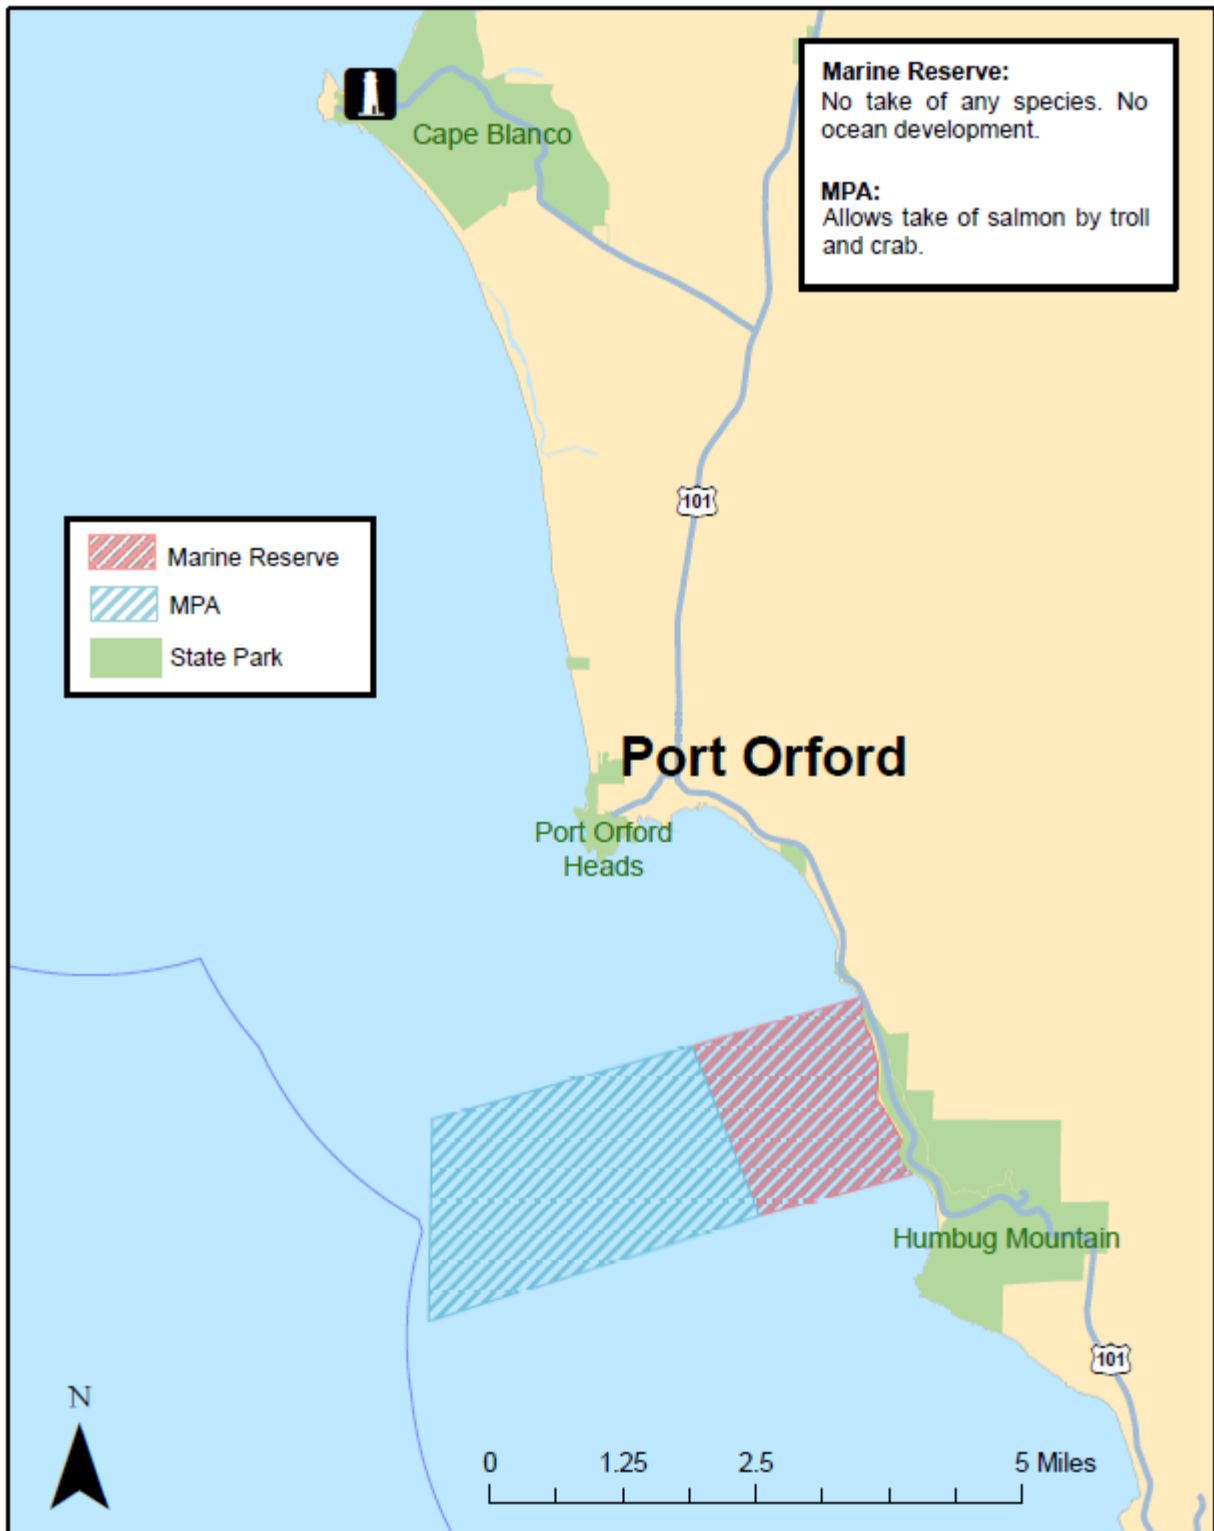 Marine Reserve:
No take of any species. No
ocean development.
MPA:
Allows take of salmon by troll
and crab.
Cape Blanco
101
Marine Reserve
MPA
State Park
Port Orford
Port Orford
Heads
Humbug Mountain
101
N
0 1.25 2.5 5 Miles